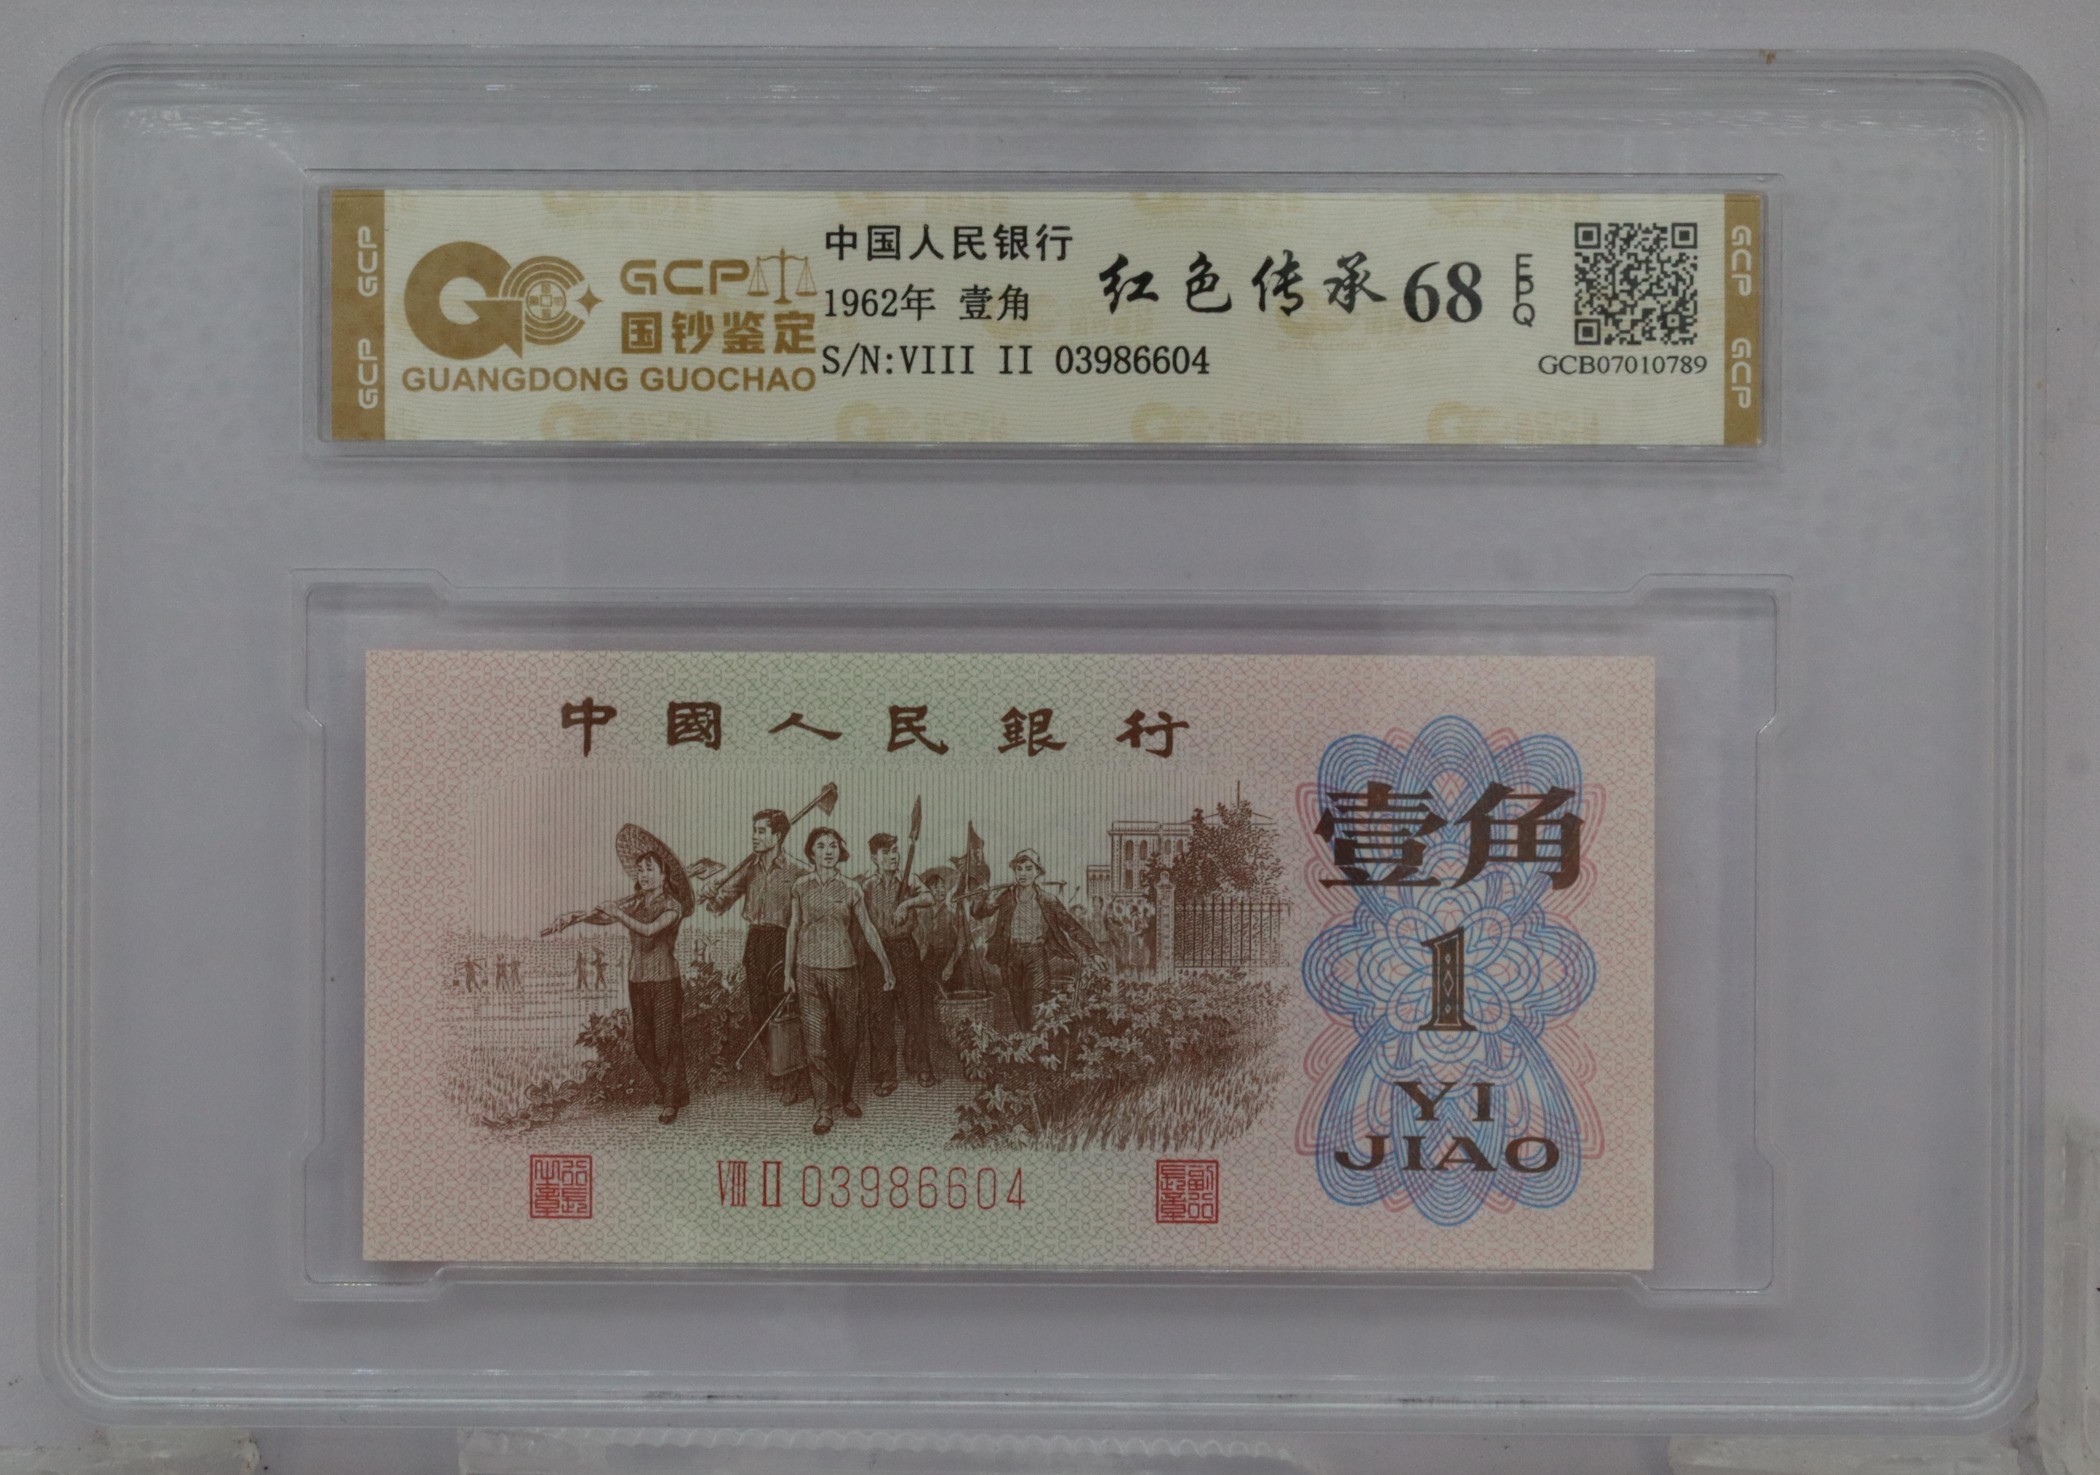 GCP GCP
GCP
国钞鉴定
GUANGDONG GUOCHAO
中国人民银行
1962年 壹角
S/N:VIII II 03986604
红色传承 68
EPQ
GCB07010789
GCP GCP
中國人民銀行
壹角
1
YI
JIAO
VIII II 03986604